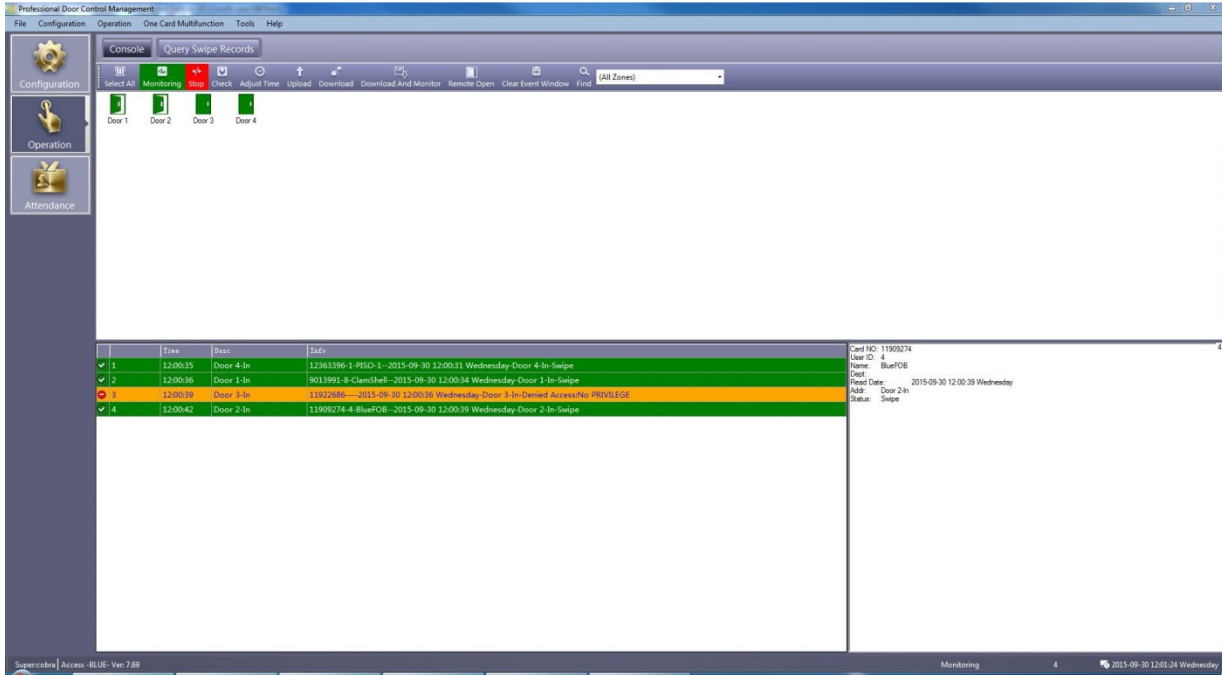 Professional Door Control Management
File Configuration Operation One Card Multifunction Tools Help
Configuration
Operation
Attendance
Console Query Swipe Records
Select All Monitoring Stop Check Adjust Time Upload Download Download And Monitor Remote Open Clear Event Window Find (All Zones)
Door 1 Door 2 Door 3 Door 4
Time Desc Info
1 12:00:35 Door 4-In 12363396-1-PISO-1--2015-09-30 12:00:31 Wednesday-Door 4-In-Swipe
2 12:00:36 Door 1-In 9013991-8-ClamShell--2015-09-30 12:00:34 Wednesday-Door 1-In-Swipe
3 12:00:39 Door 3-In 11922686----2015-09-30 12:00:36 Wednesday-Door 3-In-Denied Access:No PRIVILEGE
4 12:00:42 Door 2-In 11909274-4-BlueFOB--2015-09-30 12:00:39 Wednesday-Door 2-In-Swipe
Card NO: 11909274 4
User ID: 4
Name: BlueFOB
Dept:
Read Date: 2015-09-30 12:00:39 Wednesday
Addr: Door 2-In
Status: Swipe
Super:cobra Access -BLUE- Ver: 7.69 Monitoring 4 2015-09-30 12:01:24 Wednesday